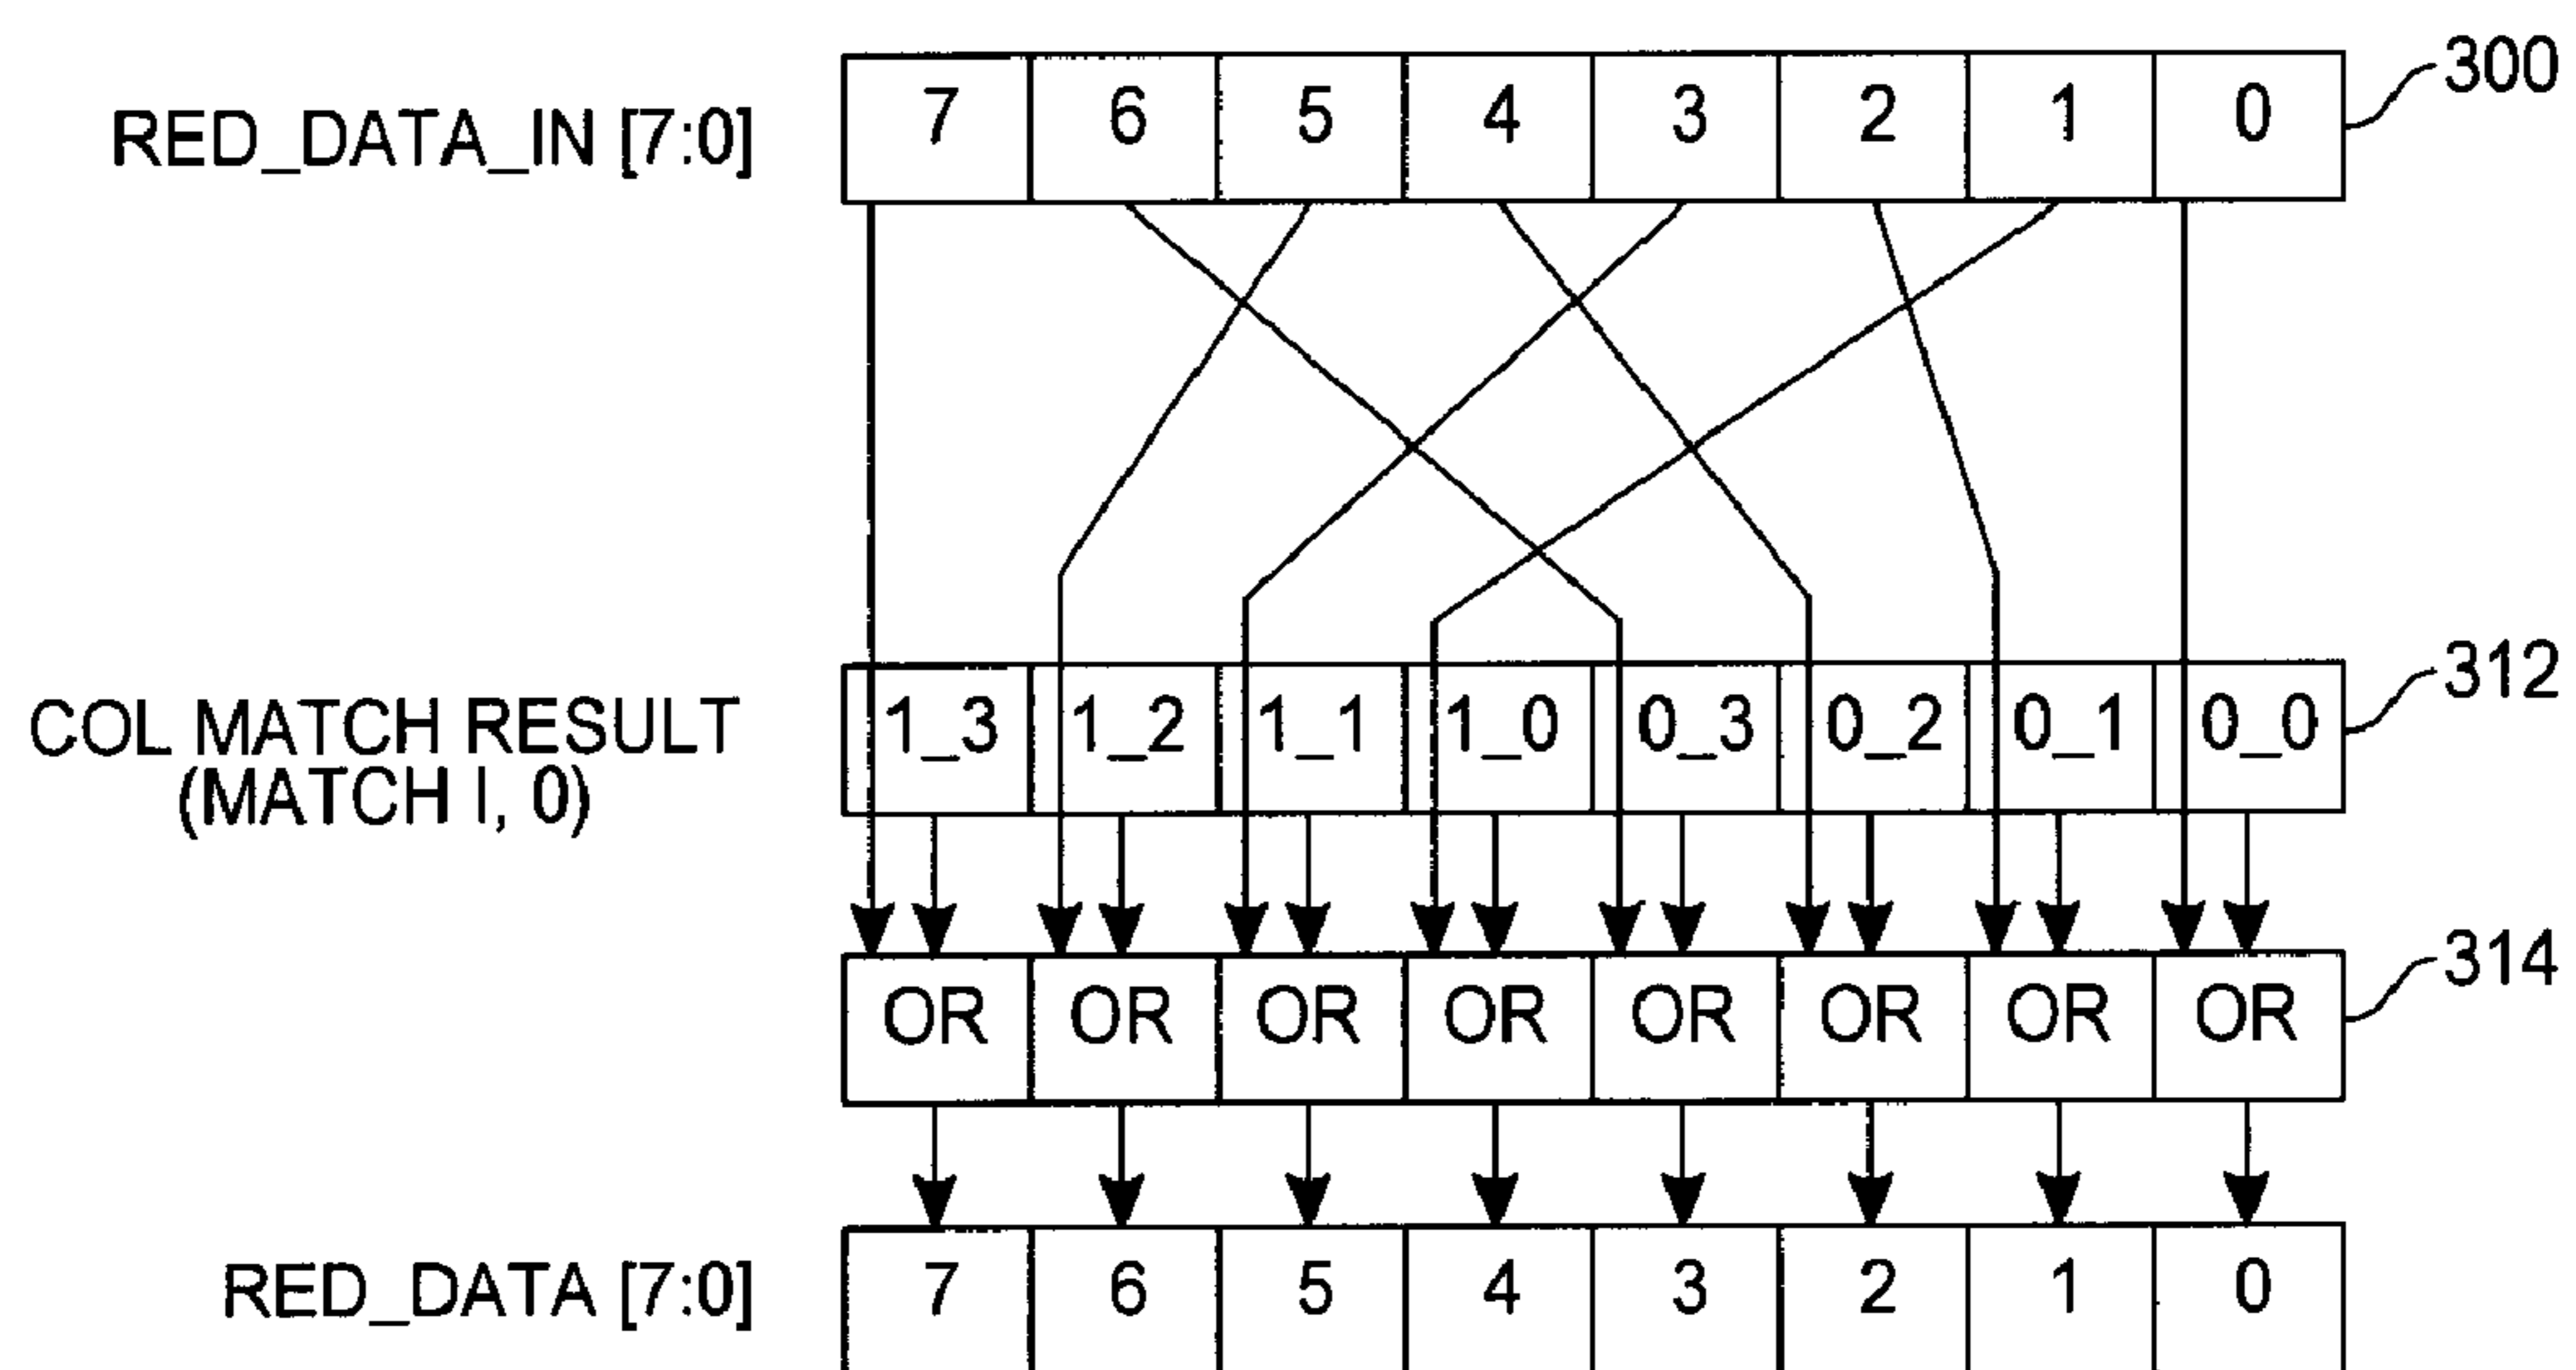 RED_DATA_IN [7:0] 7 6 5 4 3 2 1 0 300
COL MATCH RESULT 1_3 1_2 1_1 1_0 0_3 0_2 0_1 0_0 312
(MATCH I, 0)
OR OR OR OR OR OR OR OR 314
RED_DATA [7:0] 7 6 5 4 3 2 1 0